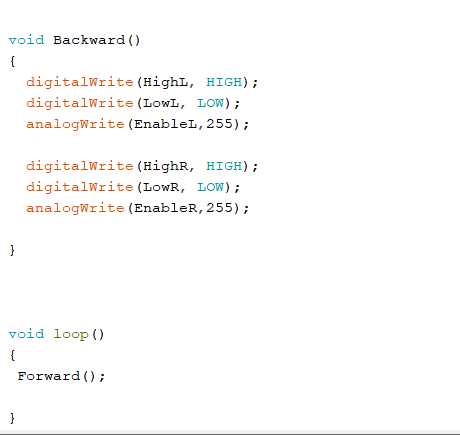 void Backward()
{
  digitalWrite(HighL, HIGH);
  digitalWrite(LowL, LOW);
  analogWrite(EnableL,255);

  digitalWrite(HighR, HIGH);
  digitalWrite(LowR, LOW);
  analogWrite(EnableR,255);

}

void loop()
{
 Forward();

}